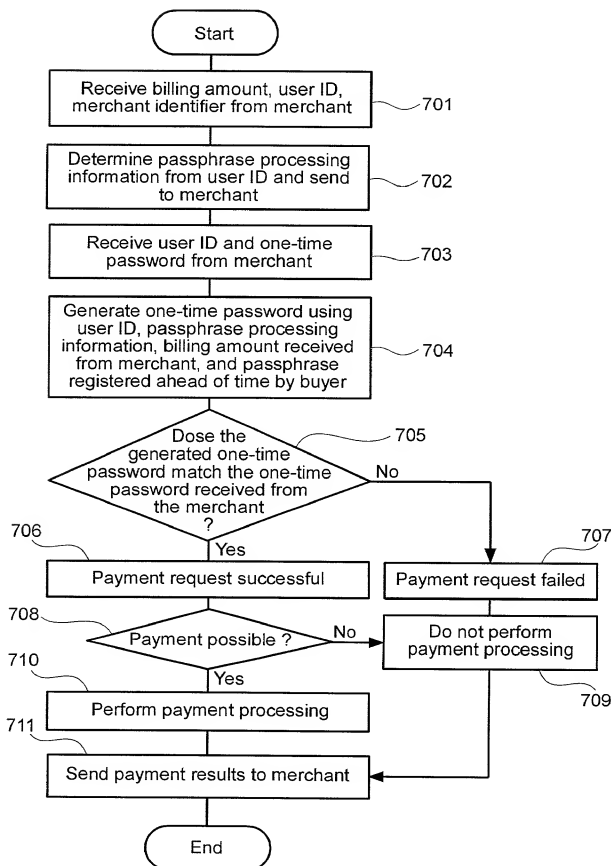 Start
Receive billing amount, user ID,
merchant identifier from merchant
701
Determine passphrase processing
information from user ID and send
to merchant
702
Receive user ID and one-time
password from merchant
703
Generate one-time password using
user ID, passphrase processing
information, billing amount received
from merchant, and passphrase
registered ahead of time by buyer
704
Dose the
generated one-time
password match the one-time
password received from
the merchant
?
705
No
Yes
706
Payment request successful
707
Payment request failed
708
Payment possible ?
No
Yes
Do not perform
payment processing
709
710
Perform payment processing
711
Send payment results to merchant
End